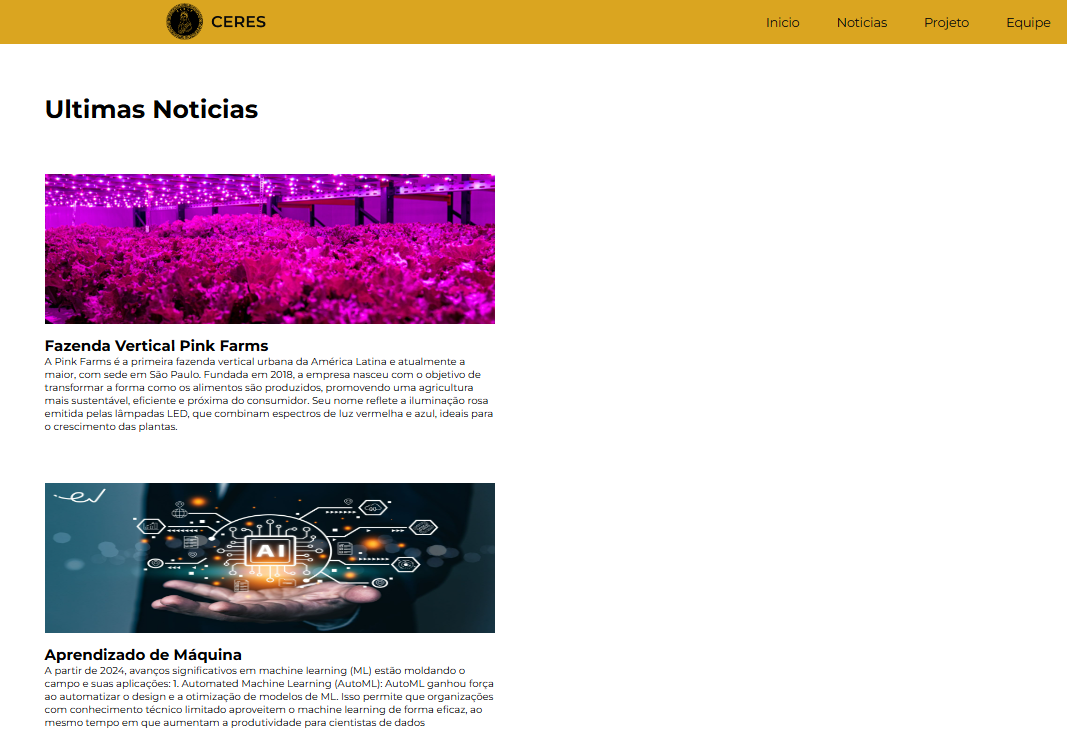 CERES
Inicio Noticias Projeto Equipe
Ultimas Noticias
Fazenda Vertical Pink Farms
A Pink Farms é a primeira fazenda vertical urbana da América Latina e atualmente a
maior, com sede em São Paulo. Fundada em 2018, a empresa nasceu com o objetivo de
transformar a forma como os alimentos são produzidos, promovendo uma agricultura
mais sustentável, eficiente e próxima do consumidor. Seu nome reflete a iluminação rosa
emitida pelas lâmpadas LED, que combinam espectros de luz vermelha e azul, ideais para
o crescimento das plantas.
AI
Aprendizado de Máquina
A partir de 2024, avanços significativos em machine learning (ML) estão moldando o
campo e suas aplicações: 1. Automated Machine Learning (AutoML): AutoML ganhou força
ao automatizar o design e a otimização de modelos de ML. Isso permite que organizações
com conhecimento técnico limitado aproveitem o machine learning de forma eficaz, ao
mesmo tempo em que aumentam a produtividade para cientistas de dados